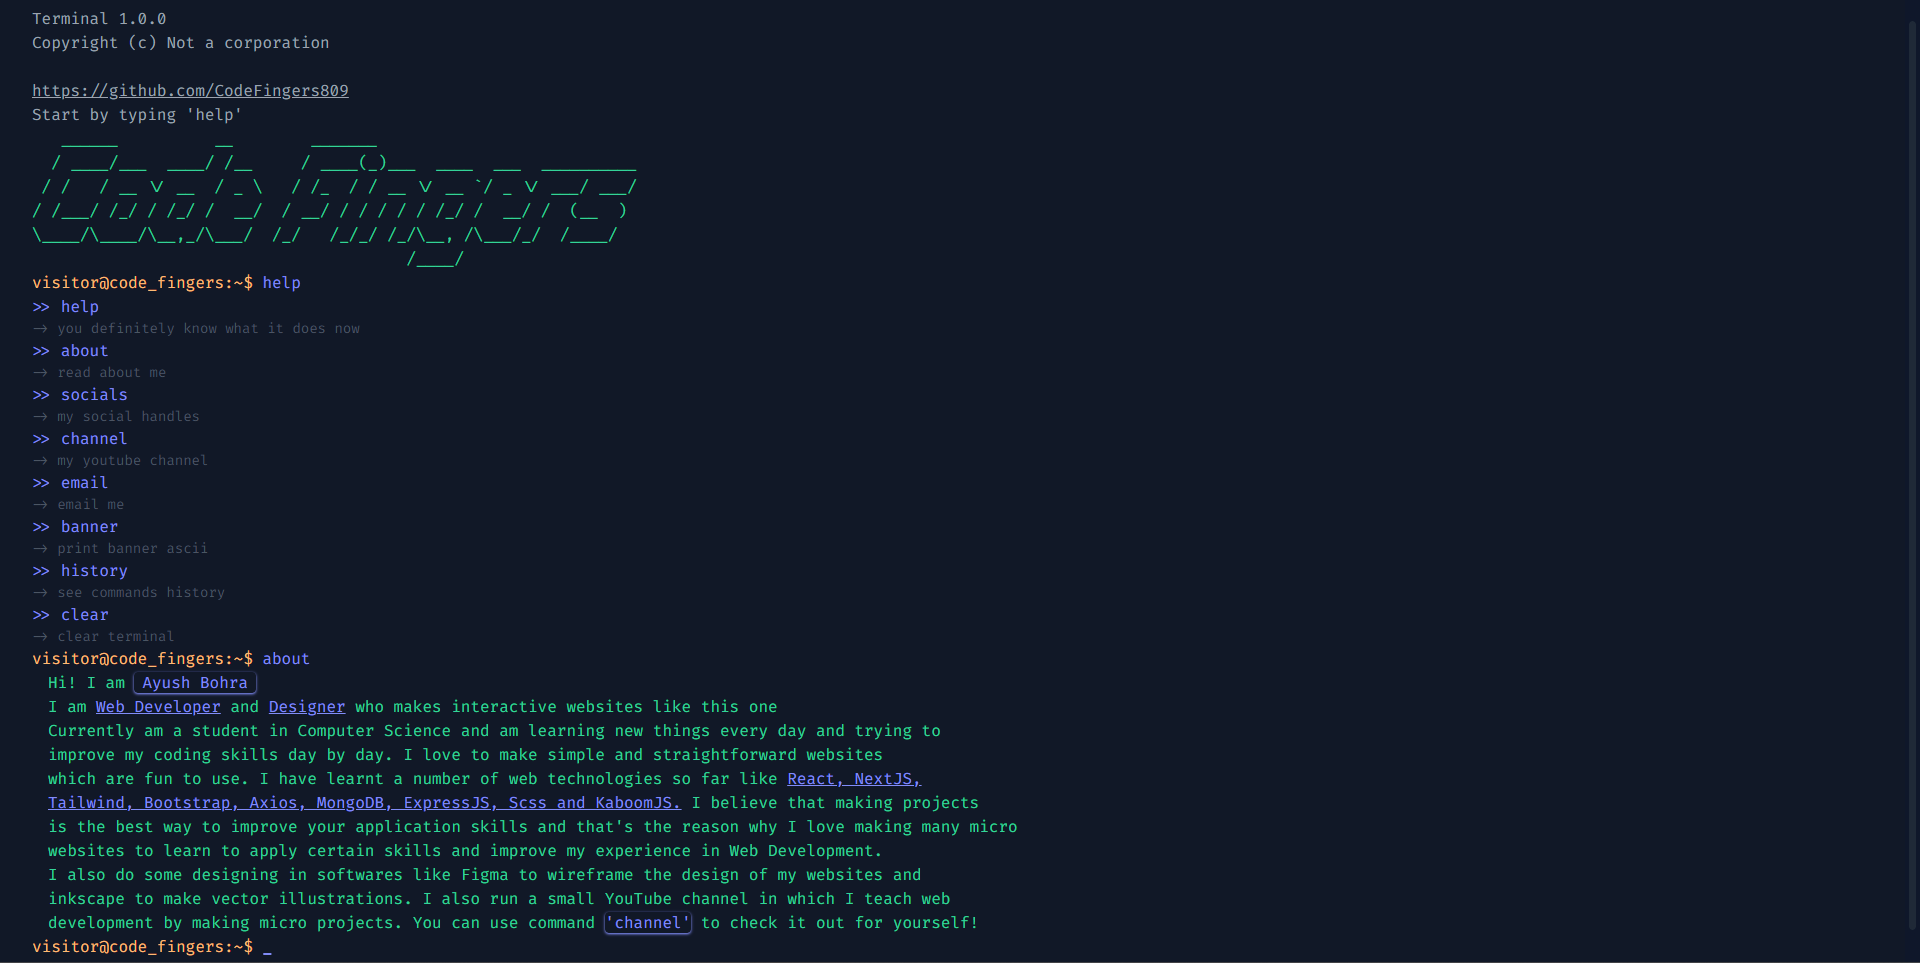 Terminal 1.0.0
Copyright (c) Not a corporation
https://github.com/CodeFingers809
Start by typing 'help'
Code Fingers
visitor@code_fingers:~$ help
>> help
-> you definitely know what it does now
>> about
-> read about me
>> socials
-> my social handles
>> channel
-> my youtube channel
>> email
-> email me
>> banner
-> print banner ascii
>> history
-> see commands history
>> clear
-> clear terminal
visitor@code_fingers:~$ about
Hi! I am Ayush Bohra
I am Web Developer and Designer who makes interactive websites like this one
Currently am a student in Computer Science and am learning new things every day and trying to
improve my coding skills day by day. I love to make simple and straightforward websites
which are fun to use. I have learnt a number of web technologies so far like React, NextJS,
Tailwind, Bootstrap, Axios, MongoDB, ExpressJS, Scss and KaboomJS. I believe that making projects
is the best way to improve your application skills and that's the reason why I love making many micro
websites to learn to apply certain skills and improve my experience in Web Development.
I also do some designing in softwares like Figma to wireframe the design of my websites and
inkscape to make vector illustrations. I also run a small YouTube channel in which I teach web
development by making micro projects. You can use command 'channel' to check it out for yourself!
visitor@code_fingers:~$ _